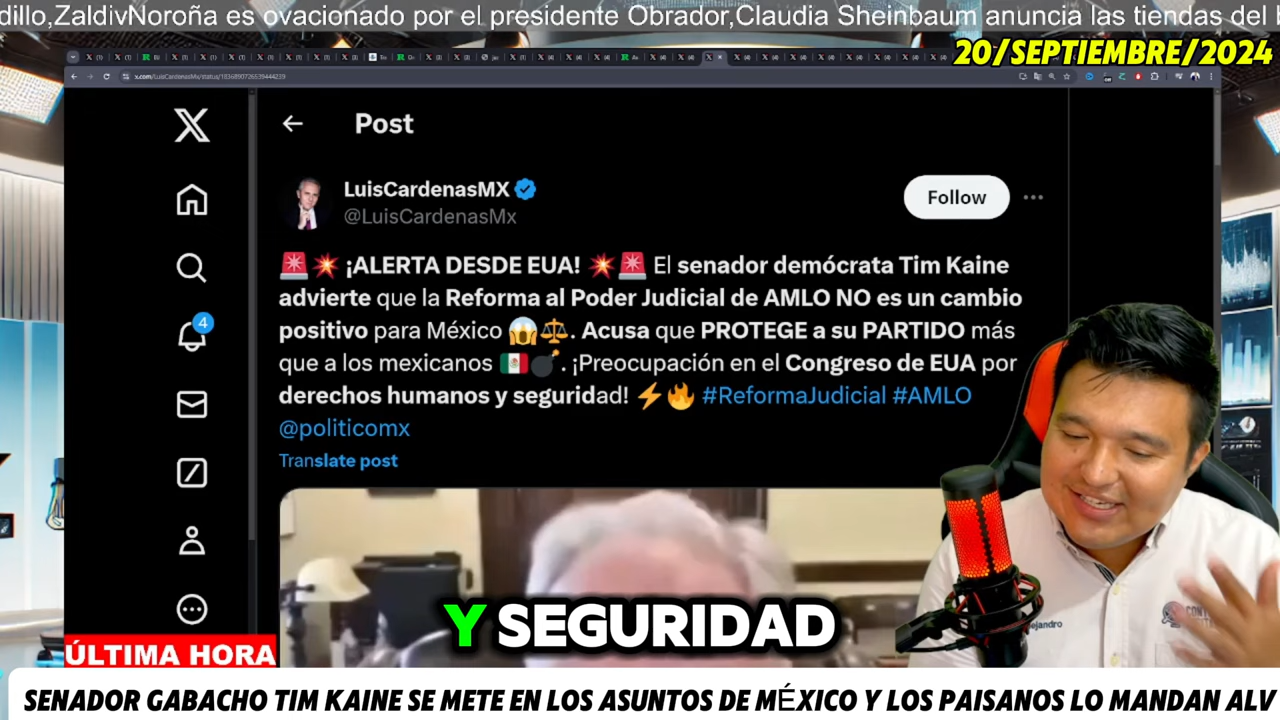 dillo,ZaldivNoroña es ovacionado por el presidente Obrador,Claudia Sheinbaum anuncia las tiendas del
20/SEPTIEMBRE/2024
x.com/LuisCardenasMx/status/1836890726639444239
Post
LuisCardenasMX
@LuisCardenasMx
Follow
🚨💥 ¡ALERTA DESDE EUA! 💥🚨 El senador demócrata Tim Kaine
advierte que la Reforma al Poder Judicial de AMLO NO es un cambio
positivo para México 😱⚖️. Acusa que PROTEGE a su PARTIDO más
que a los mexicanos 🇲🇽💣. ¡Preocupación en el Congreso de EUA por
derechos humanos y seguridad! ⚡🔥 #ReformaJudicial #AMLO
@politicomx
Translate post
4
Y SEGURIDAD
ÚLTIMA HORA
SENADOR GABACHO TIM KAINE SE METE EN LOS ASUNTOS DE MÉXICO Y LOS PAISANOS LO MANDAN ALV